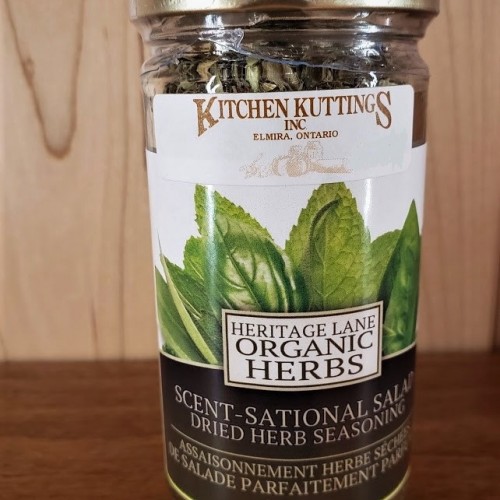 KITCHEN KUTTINGS
INC
ELMIRA, ONTARIO
HERITAGE LANE
ORGANIC
HERBS
SCENT-SATIONAL SALAD
DRIED HERB SEASONING
ASSAISONNEMENT HERBE
DE SALADE PARFAITEMENT